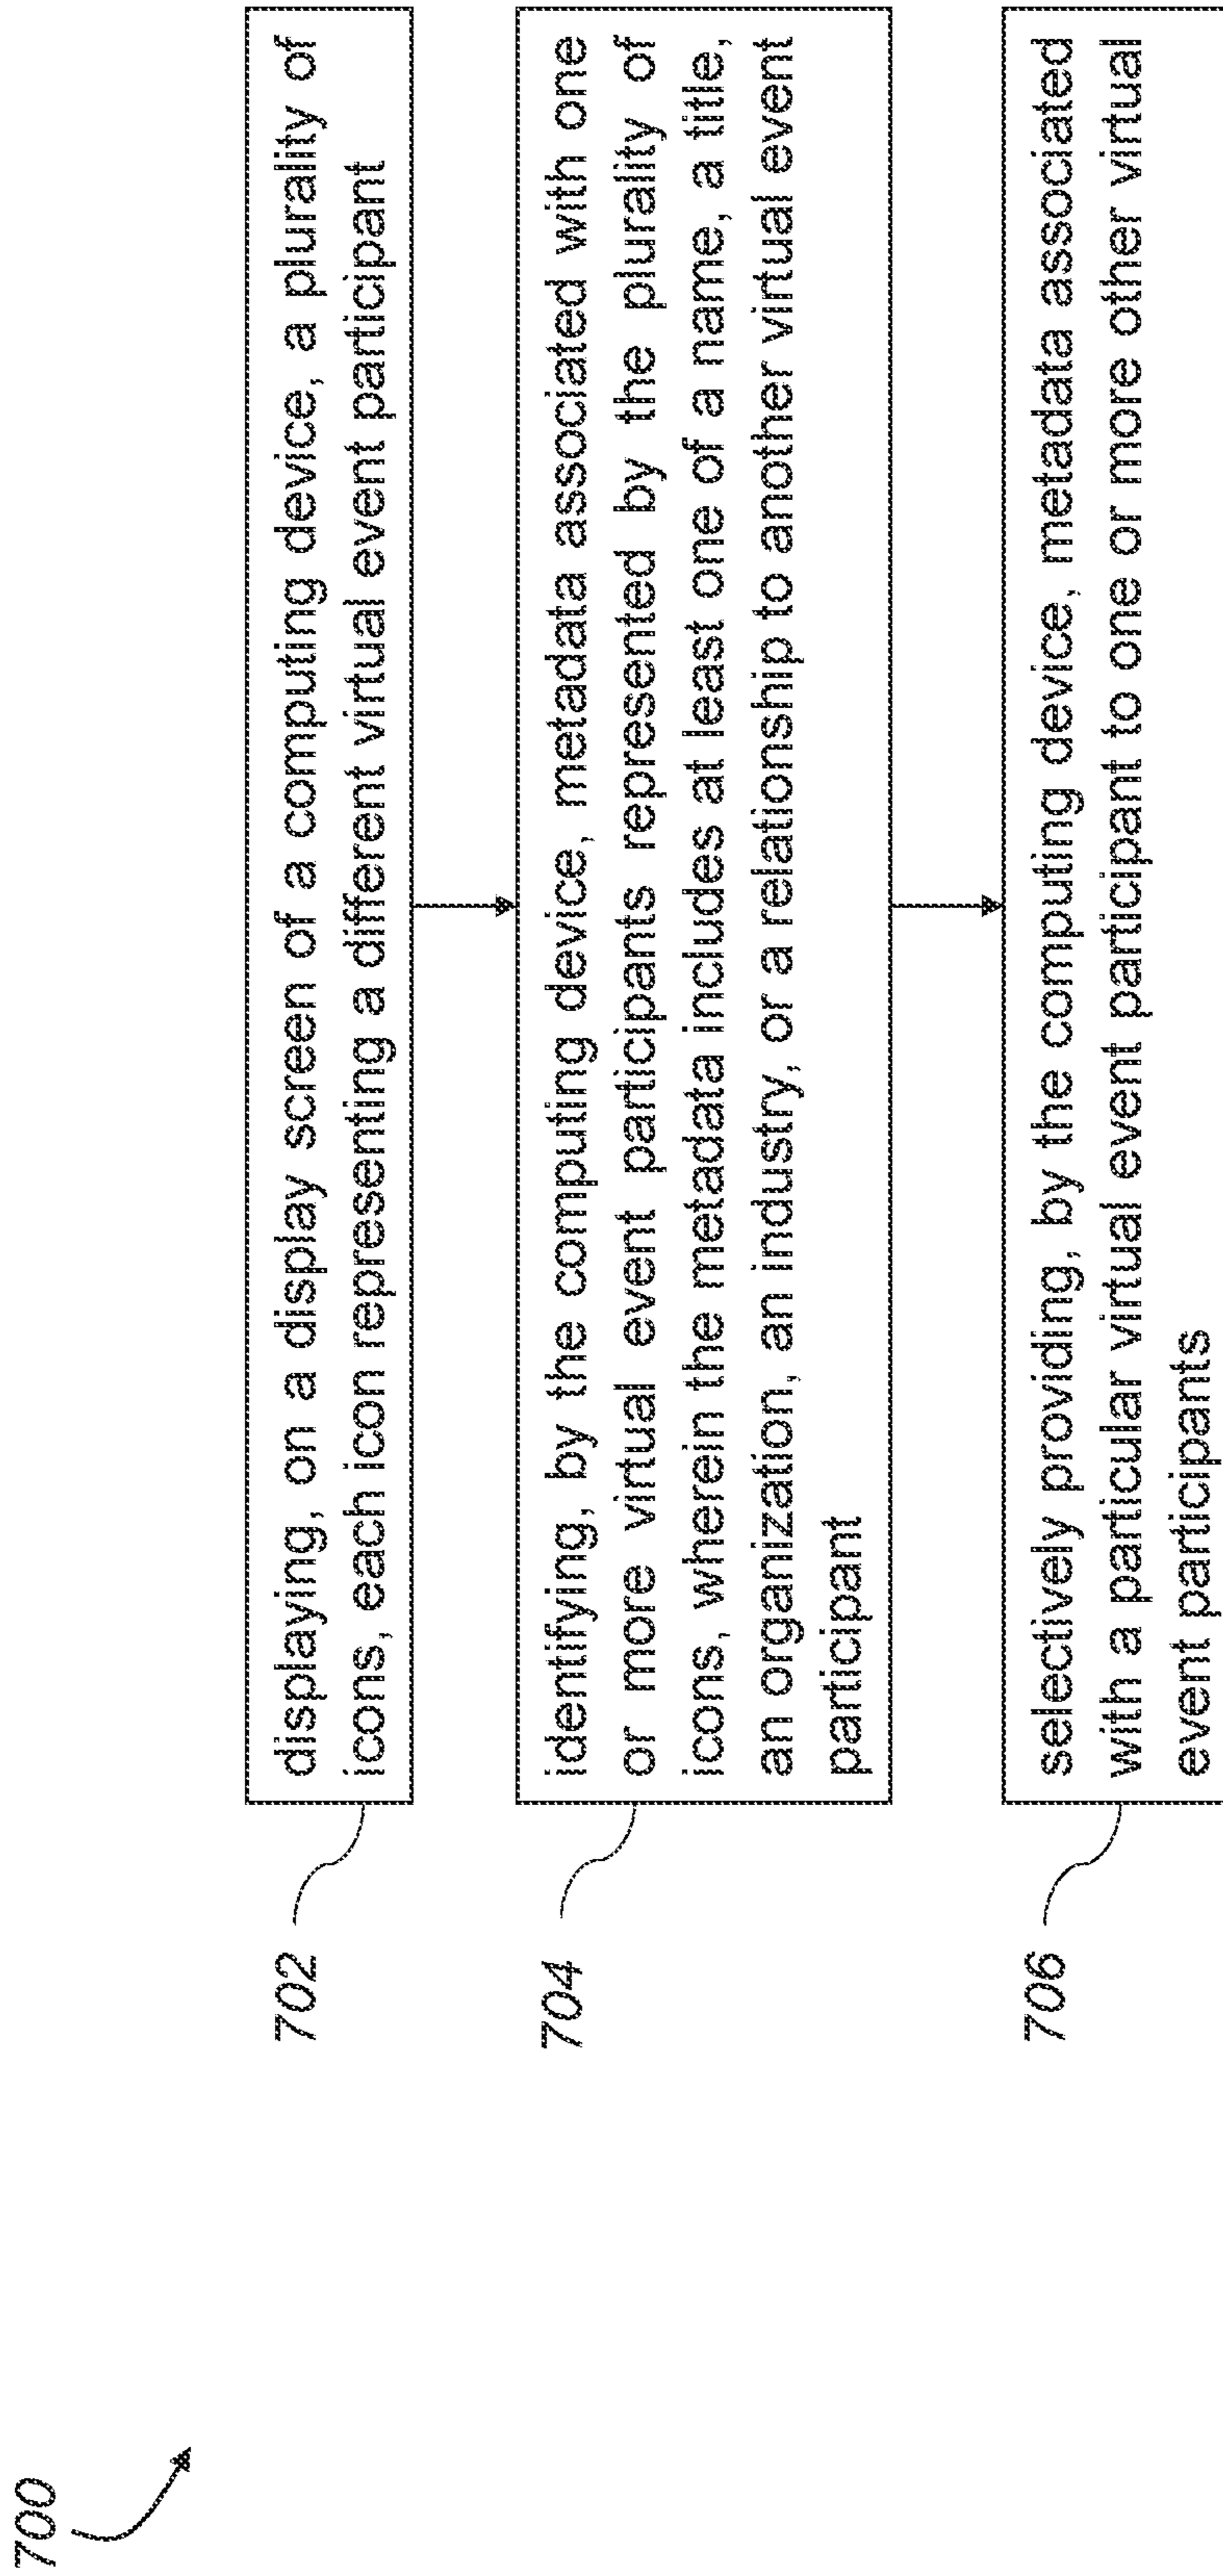 700
702
displaying, on a display screen of a computing device, a plurality of
icons, each icon representing a different virtual event participant
704
identifying, by the computing device, metadata associated with one
or more virtual event participants represented by the plurality of
icons, wherein the metadata includes at least one of a name, a title,
an organization, an industry, or a relationship to another virtual event
participant
706
selectively providing, by the computing device, metadata associated
with a particular virtual event participant to one or more other virtual
event participants